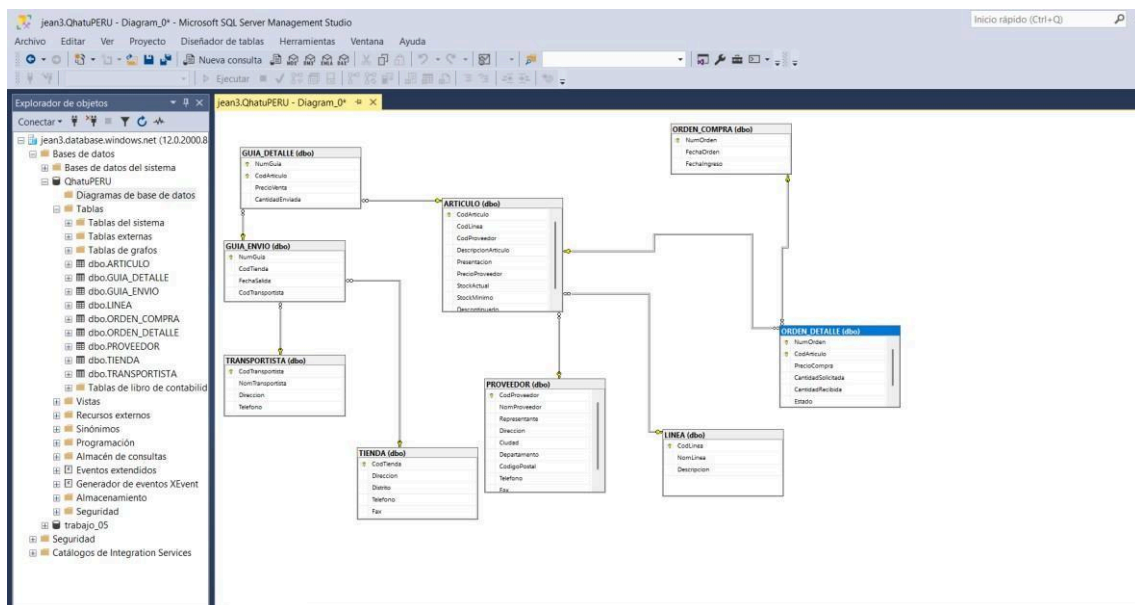 jean3.QhatuPERU - Diagram_0* - Microsoft SQL Server Management Studio
Inicio rápido (Ctrl+Q)
Archivo Editar Ver Proyecto Diseñador de tablas Herramientas Ventana Ayuda
Nueva consulta
Ejecutar
Explorador de objetos
jean3.QhatuPERU - Diagram_0*
Conectar
jean3.database.windows.net (12.0.2000.8
Bases de datos
Bases de datos del sistema
QhatuPERU
Diagramas de base de datos
Tablas
Tablas del sistema
Tablas externas
Tablas de grafos
dbo.ARTICULO
dbo.GUIA_DETALLE
dbo.GUIA_ENVIO
dbo.LINEA
dbo.ORDEN_COMPRA
dbo.ORDEN_DETALLE
dbo.PROVEEDOR
dbo.TIENDA
dbo.TRANSPORTISTA
Tablas de libro de contabilid
Vistas
Recursos externos
Sinónimos
Programación
Almacén de consultas
Eventos extendidos
Generador de eventos XEvent
Almacenamiento
Seguridad
trabajo_05
Seguridad
Catálogos de Integration Services
GUIA_DETALLE (dbo)
NumGuia
CodArticulo
PrecioVenta
CantidadEnviada
GUIA_ENVIO (dbo)
NumGuia
CodTienda
FechaSalida
CodTransportista
TRANSPORTISTA (dbo)
CodTransportista
NomTransportista
Direccion
Telefono
TIENDA (dbo)
CodTienda
Direccion
Distrito
Telefono
Fax
ARTICULO (dbo)
CodArticulo
CodLinea
CodProveedor
DescripcionArticulo
Presentacion
PrecioProveedor
StockActual
StockMinimo
Descontinuado
PROVEEDOR (dbo)
CodProveedor
NomProveedor
Representante
Direccion
Ciudad
Departamento
CodigoPostal
Telefono
Fax
ORDEN_COMPRA (dbo)
NumOrden
FechaOrden
FechaIngreso
ORDEN_DETALLE (dbo)
NumOrden
CodArticulo
PrecioCompra
CantidadSolicitada
CantidadRecibida
Estado
LINEA (dbo)
CodLinea
NomLinea
Descripcion